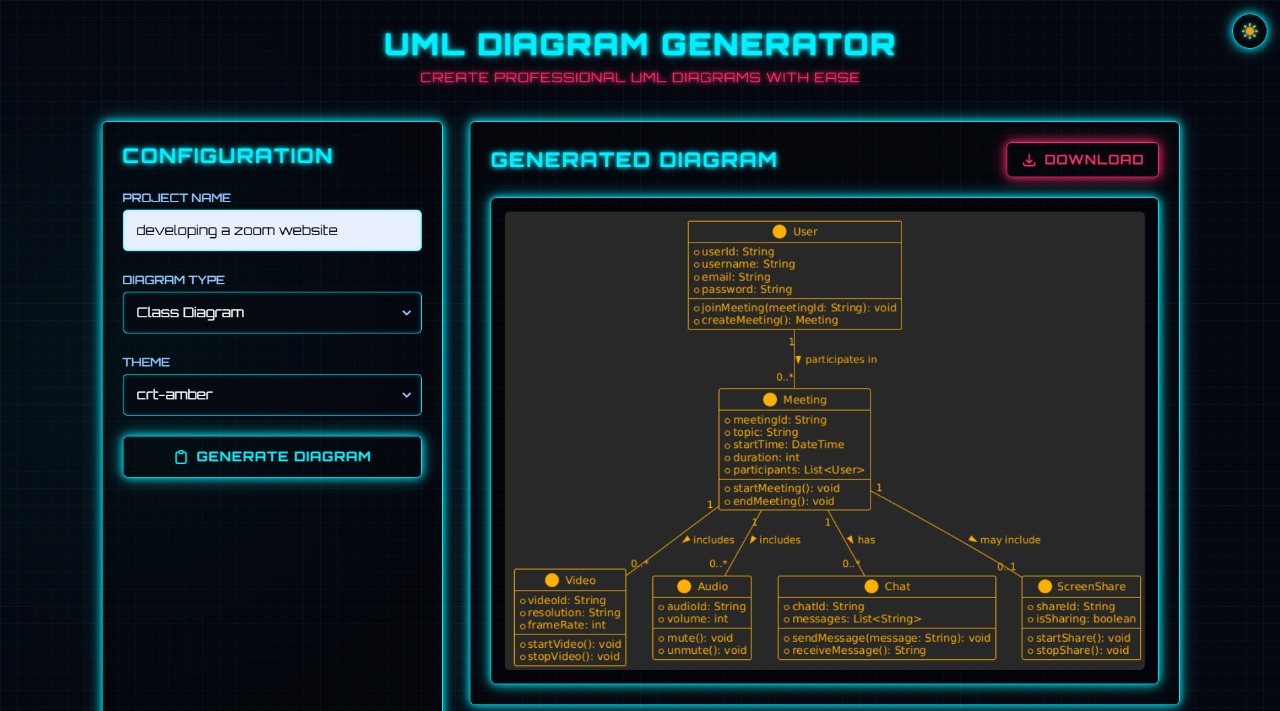 UML DIAGRAM GENERATOR
CREATE PROFESSIONAL UML DIAGRAMS WITH EASE
CONFIGURATION
PROJECT NAME
developing a zoom website
DIAGRAM TYPE
Class Diagram
THEME
crt-amber
GENERATE DIAGRAM
GENERATED DIAGRAM
DOWNLOAD
User
userId: String
username: String
email: String
password: String
joinMeeting(meetingId: String): void
createMeeting(): Meeting
1
participates in
0..*
Meeting
meetingId: String
topic: String
startTime: DateTime
duration: int
participants: List<User>
startMeeting(): void
endMeeting(): void
1
includes
0..*
1
includes
0..*
1
has
0..*
1
may include
0..1
Video
videoId: String
resolution: String
frameRate: int
startVideo(): void
stopVideo(): void
Audio
audioId: String
volume: int
mute(): void
unmute(): void
Chat
chatId: String
messages: List<String>
sendMessage(message: String): void
receiveMessage(): String
ScreenShare
shareId: String
isSharing: boolean
startShare(): void
stopShare(): void